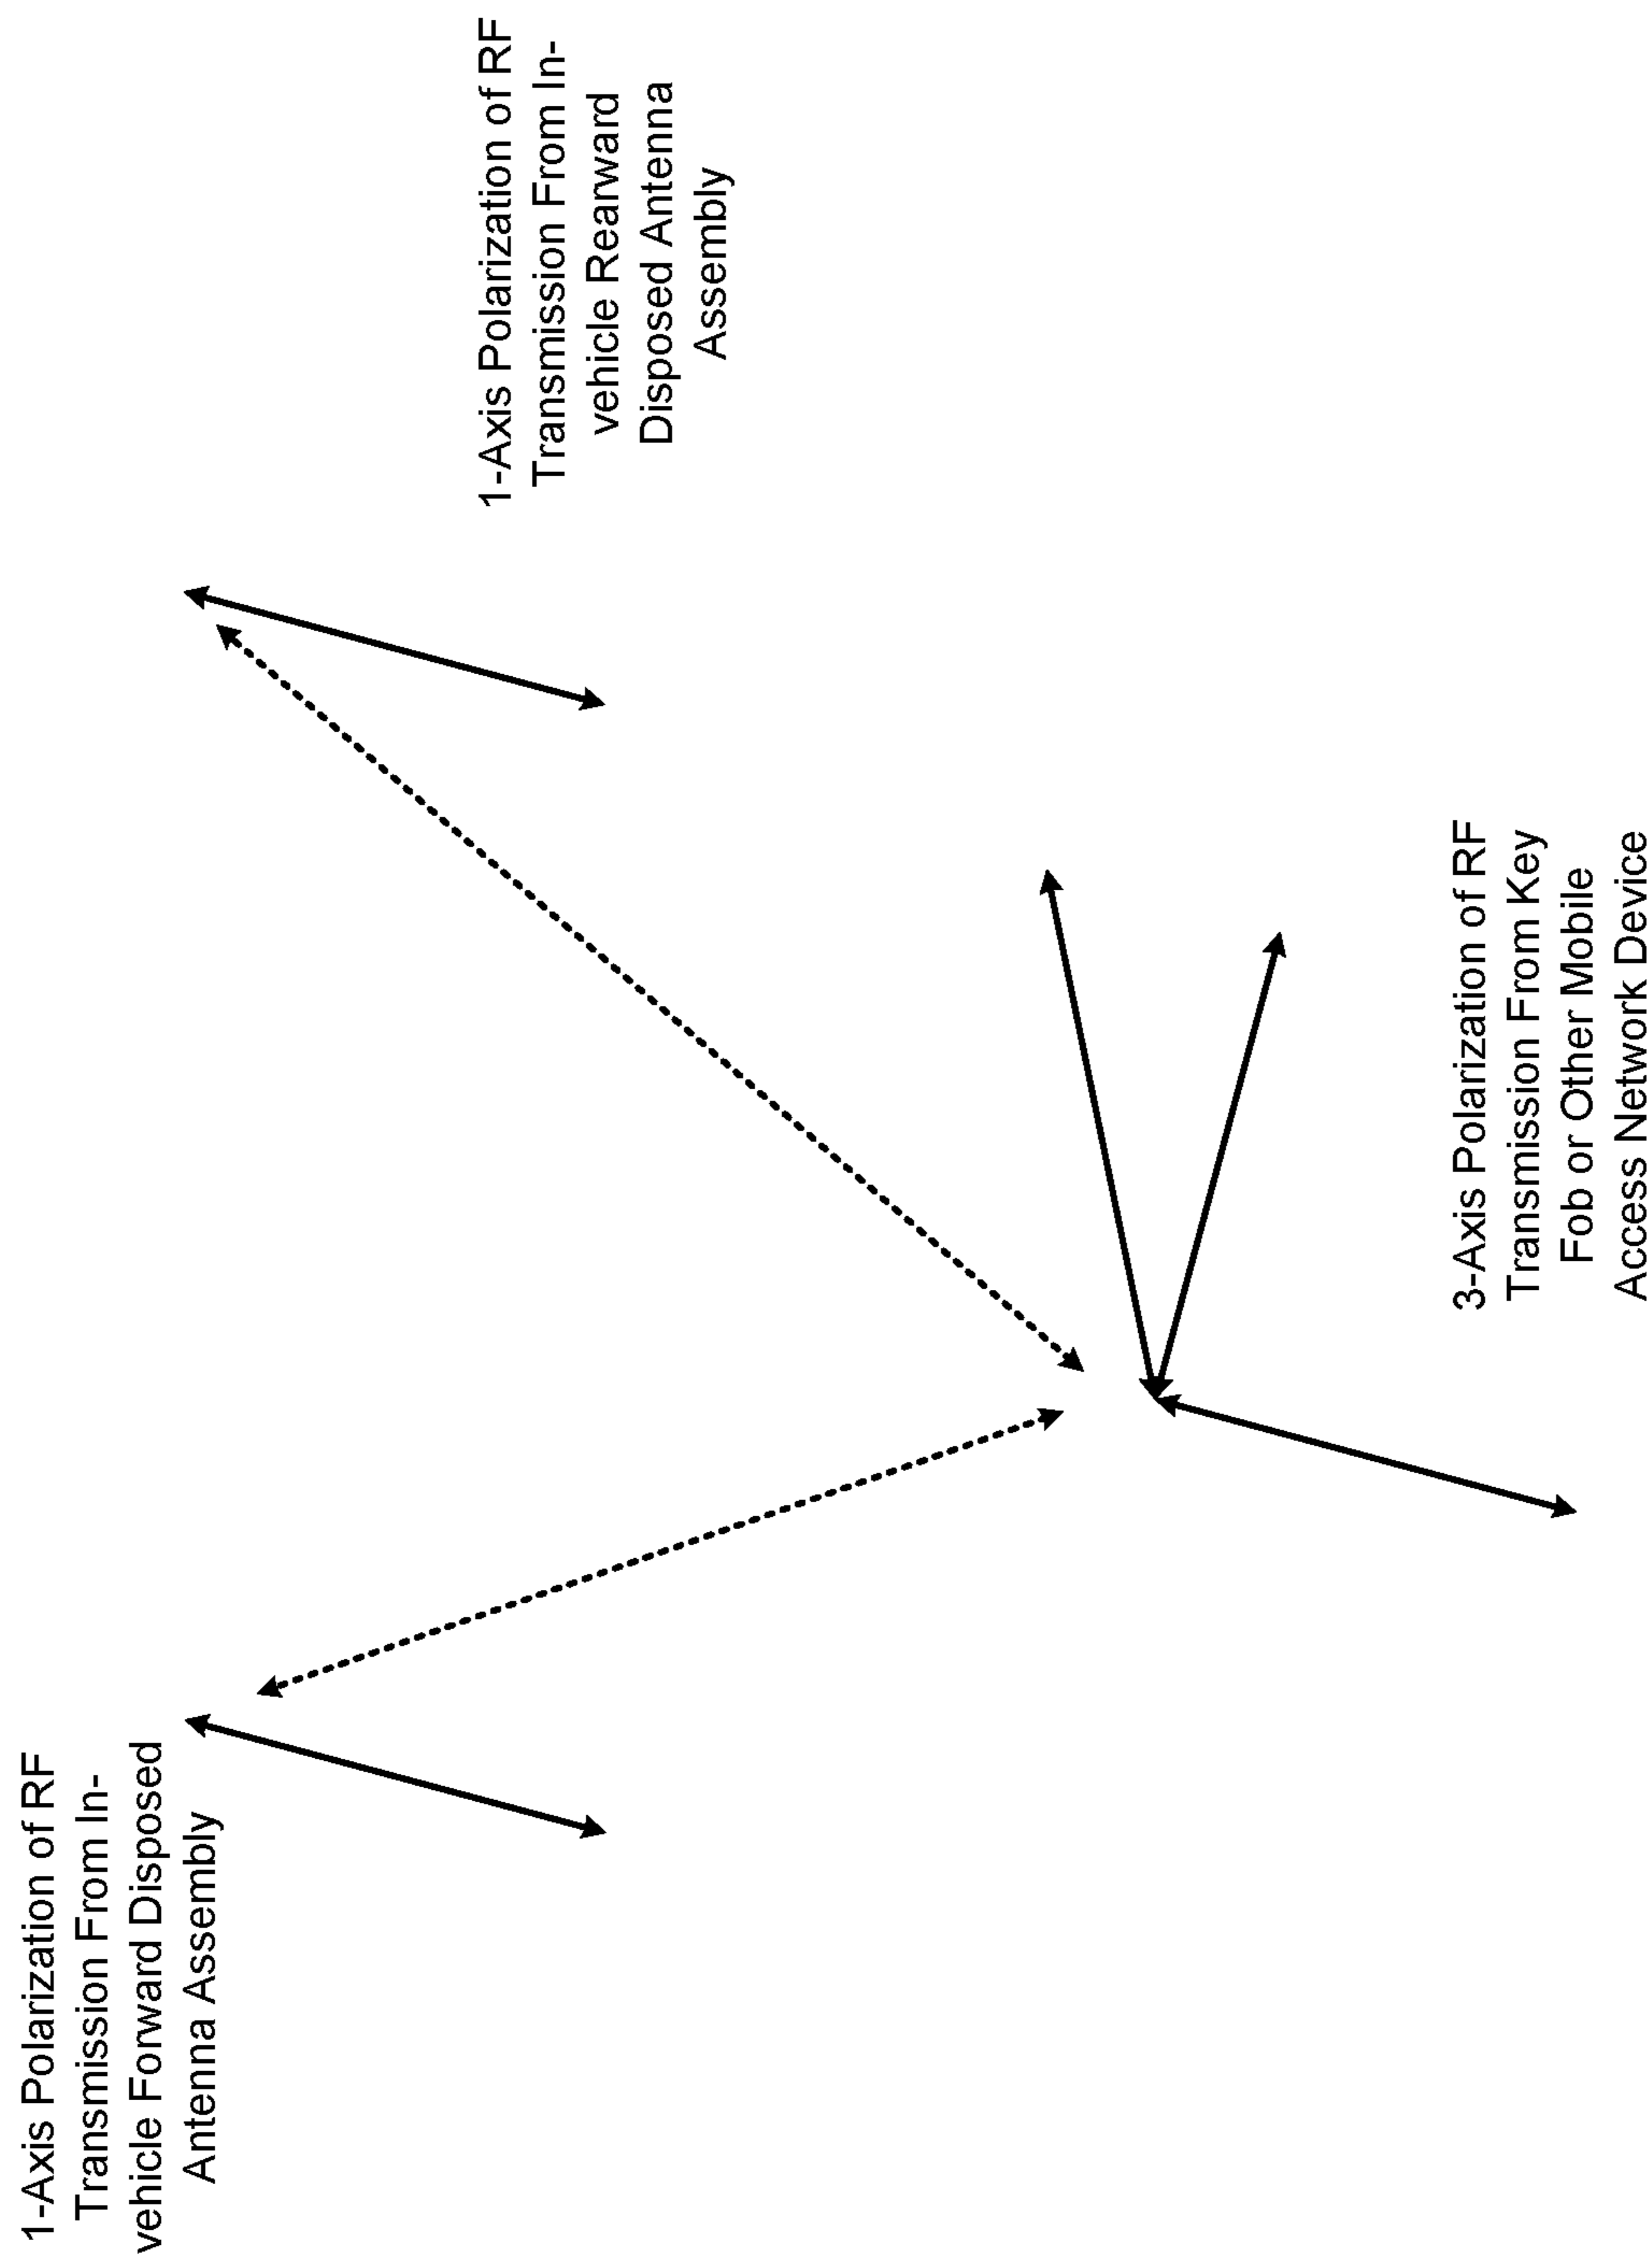 1-Axis Polarization of RF
Transmission From In-
vehicle Forward Disposed
Antenna Assembly
1-Axis Polarization of RF
Transmission From In-
vehicle Rearward
Disposed Antenna
Assembly
3-Axis Polarization of RF
Transmission From Key
Fob or Other Mobile
Access Network Device